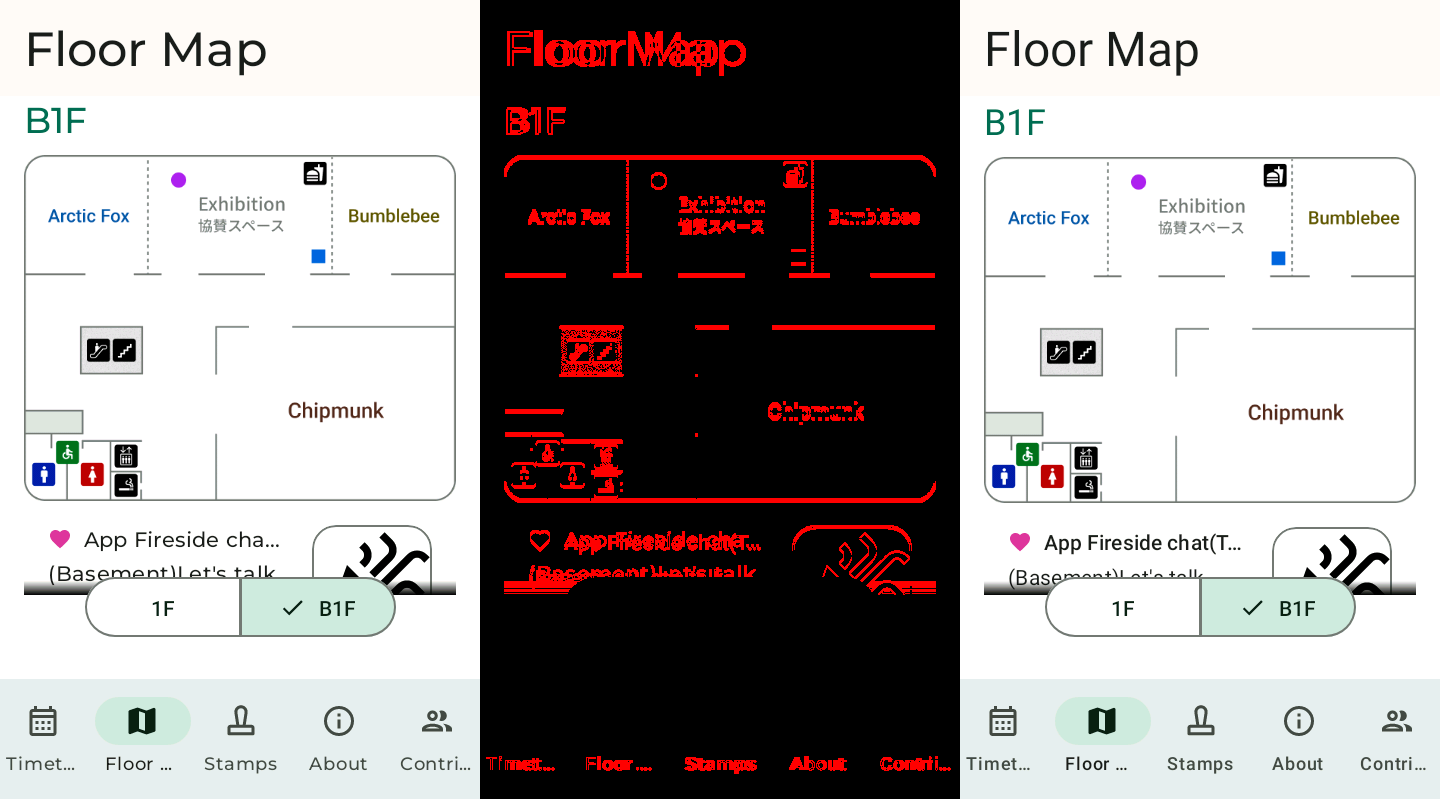 Floor Map
B1F
Arctic Fox
Exhibition
協賛スペース
Bumblebee
Chipmunk
App Fireside cha...
(Basement)Let's talk
1F
B1F
Timet...
Floor ...
Stamps
About
Contri...
Floor Map
B1F
Arctic Fox
Exhibition
協賛スペース
Bumblebee
Chipmunk
(Basement)Let's talk
Timet...
Floor ...
Stamps
About
Contri...
Floor Map
B1F
Arctic Fox
Exhibition
協賛スペース
Bumblebee
Chipmunk
App Fireside chat(T...
(Basement)Let's talk
1F
B1F
Timet...
Floor ...
Stamps
About
Contri...